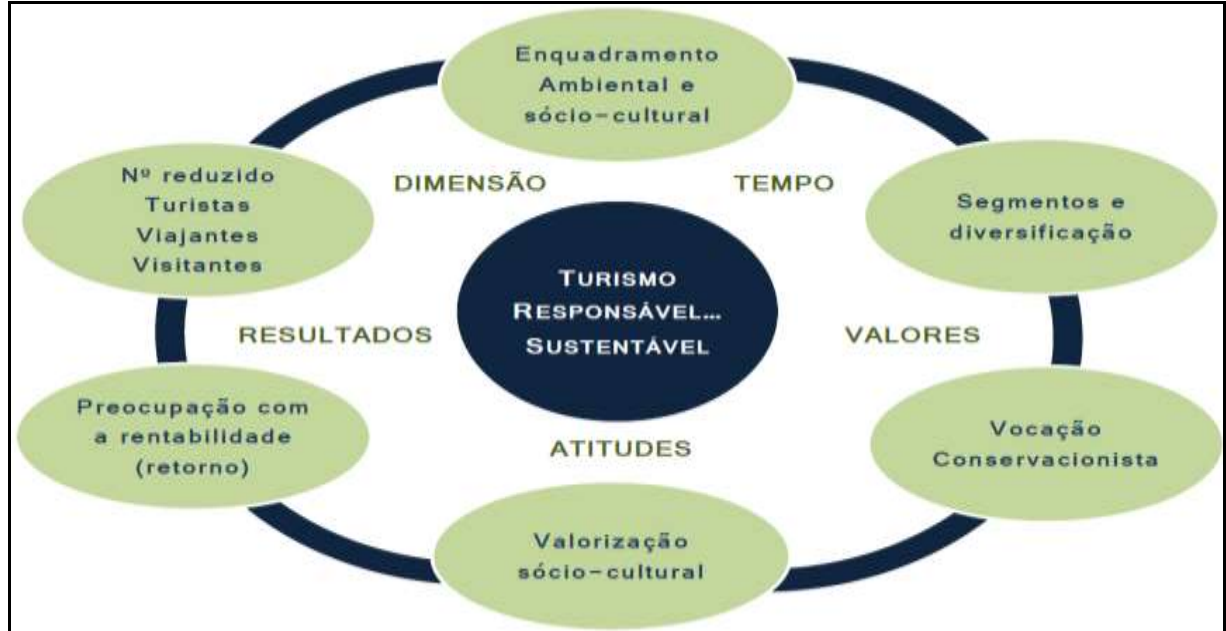 Enquadramento
Ambiental e
sócio-cultural
Nº reduzido
Turistas
Viajantes
Visitantes
DIMENSÃO
TEMPO
Segmentos e
diversificação
TURISMO
RESPONSÁVEL...
SUSTENTÁVEL
RESULTADOS
VALORES
Preocupação com
a rentabilidade
(retorno)
ATITUDES
Vocação
Conservacionista
Valorização
sócio-cultural